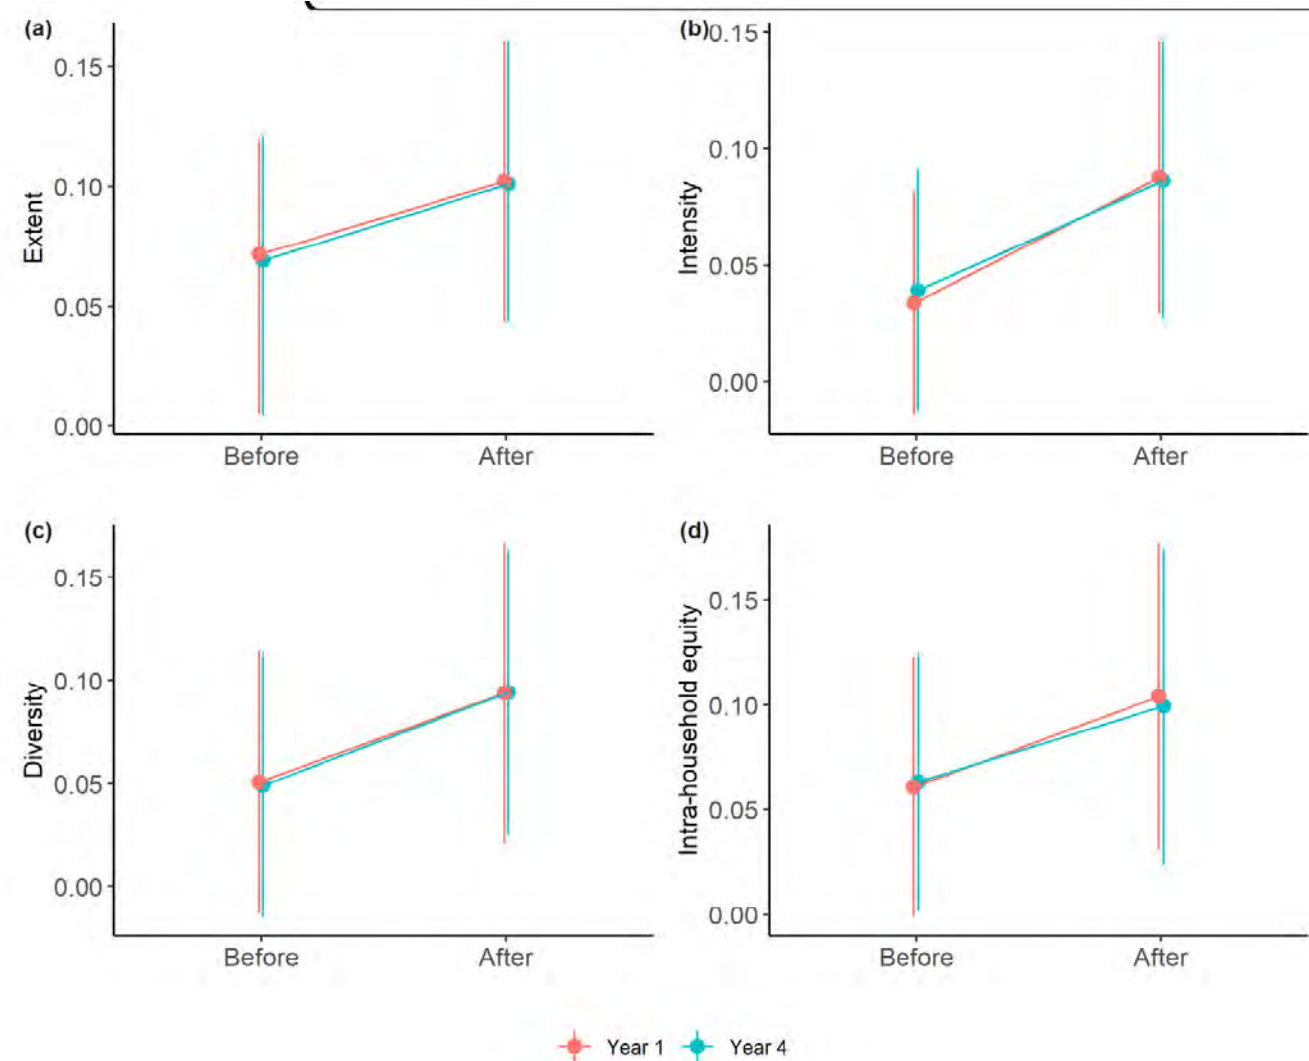 (a)
0.15
0.10
0.05
0.00
Extent
Before After
(b)
0.15
0.10
0.05
0.00
Intensity
Before After
(c)
0.15
0.10
0.05
0.00
Diversity
Before After
(d)
0.15
0.10
0.05
0.00
Intra-household equity
Before After
Year 1 Year 4